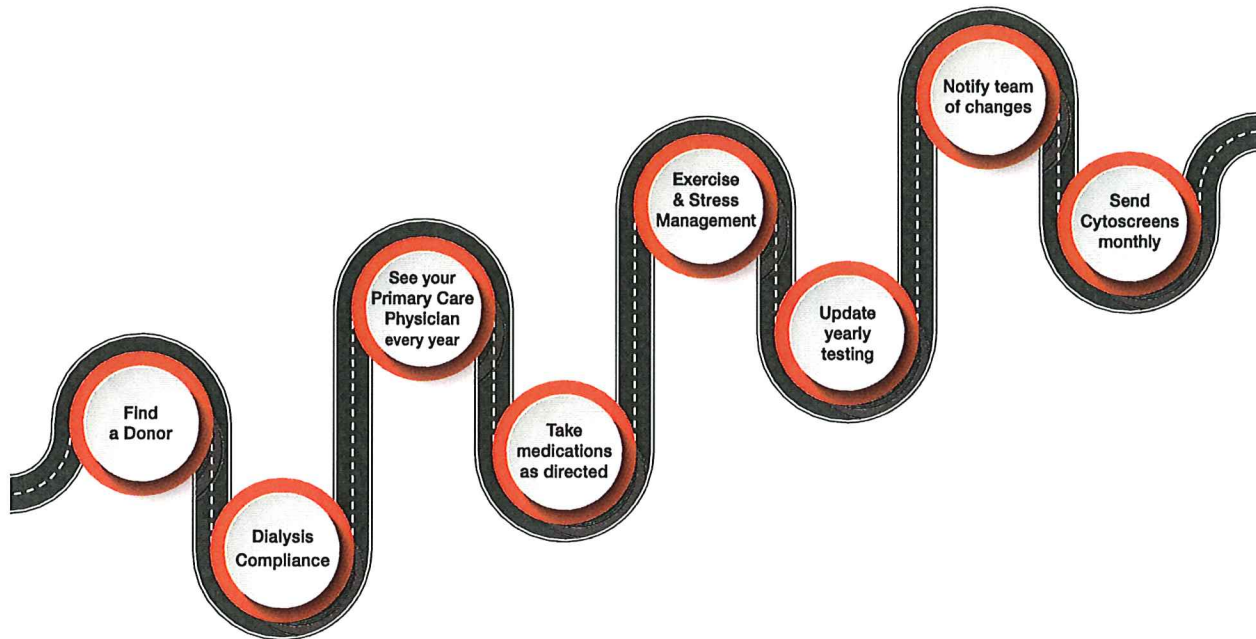 Find
a Donor
Dialysis
Compliance
See your
Primary Care
Physician
every year
Take
medications
as directed
Exercise
& Stress
Management
Update
yearly
testing
Notify team
of changes
Send
Cytoscreens
monthly